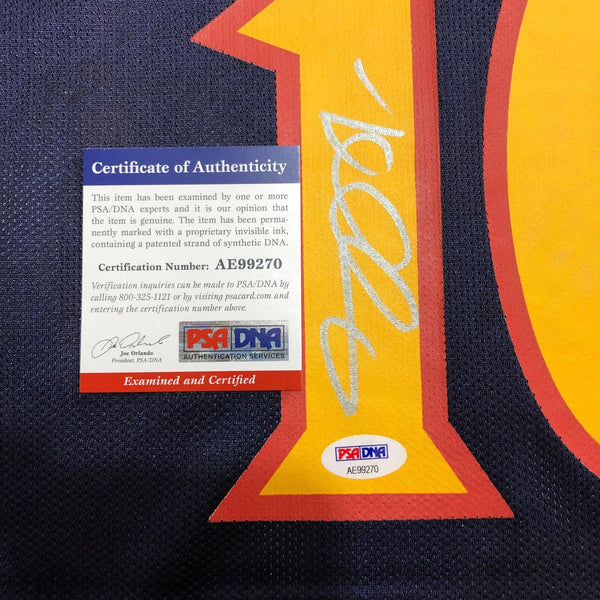 Certificate of Authenticity
This item has been examined by one or more
PSA/DNA experts and it is our opinion that
the item is genuine. The item has been perma-
nently marked with a proprietary invisible ink,
containing a patented strand of synthetic DNA.
Certification Number: AE99270
Verification inquiries can be made to PSA/DNA by
calling 800-325-1121 or by visiting psacard.com and
entering the certification number above.
Joe Orlando
President, PSA/DNA
PSA DNA
AUTHENTICATION SERVICES
Examined and Certified
10
PSA DNA
AE99270